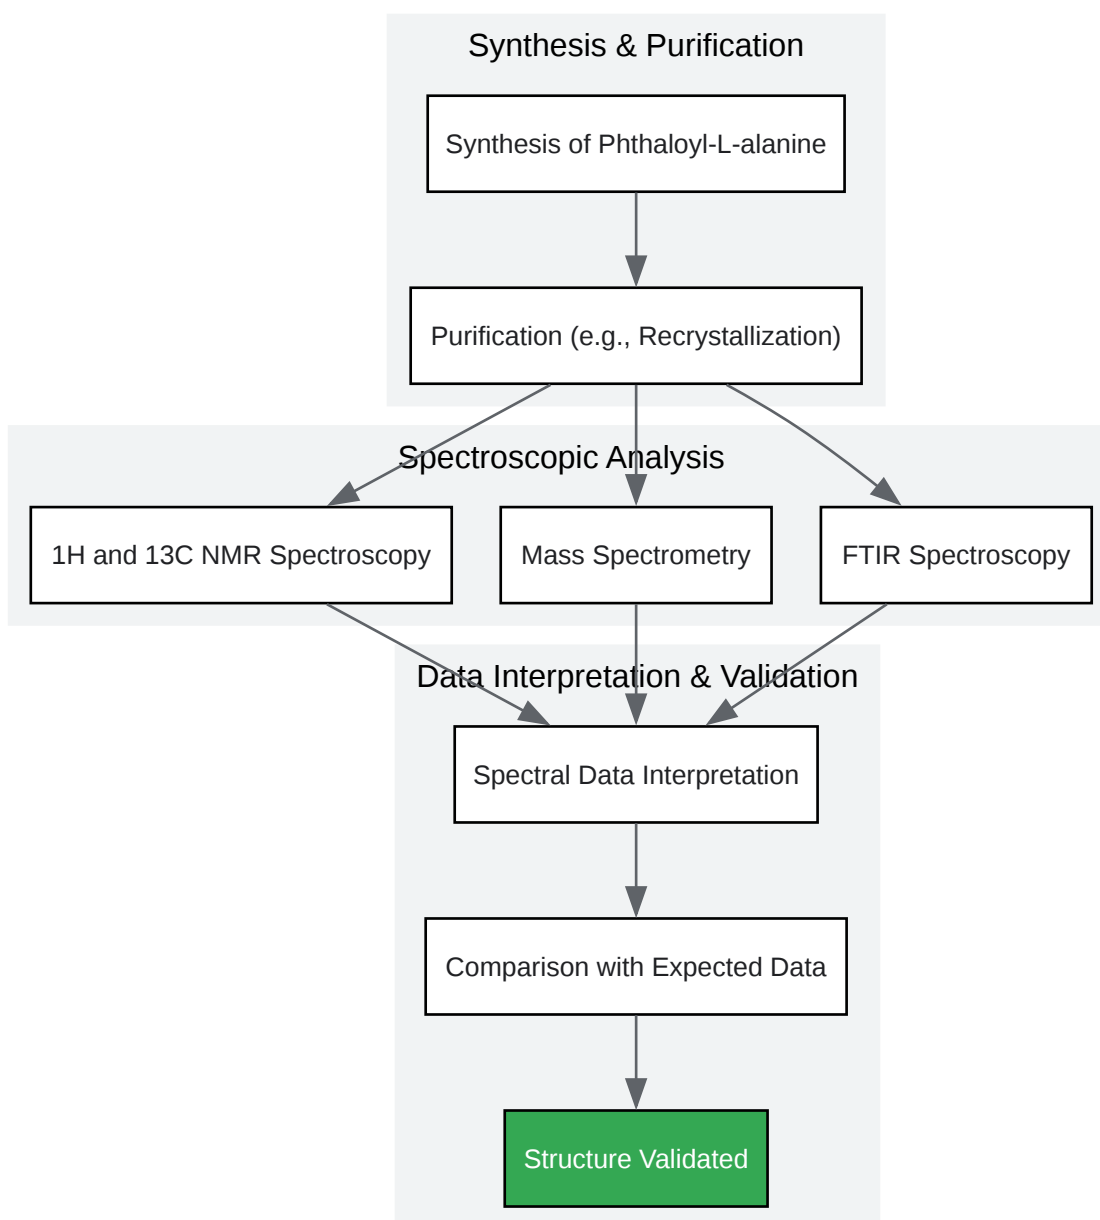 Synthesis & Purification
Synthesis of Phthaloyl-L-alanine
Purification (e.g., Recrystallization)
Spectroscopic Analysis
1H and 13C NMR Spectroscopy
Mass Spectrometry
FTIR Spectroscopy
Data Interpretation & Validation
Spectral Data Interpretation
Comparison with Expected Data
Structure Validated